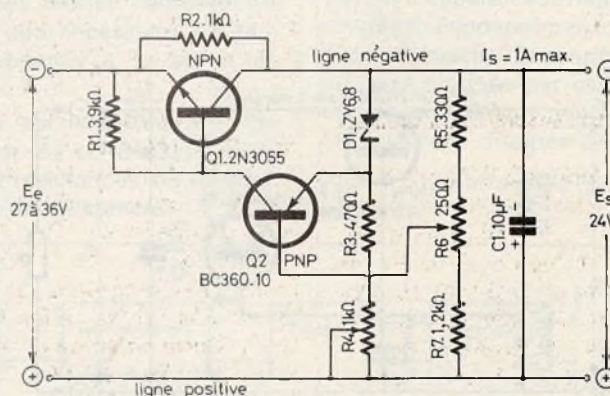 R2.1kΩ
NPN
ligne négative
Is = 1A max.
R1.3,9kΩ
Q1.2N3055
D1.ZY6,8
R5.330Ω
Ee
27 à 36V
Q2
PNP
BC360.10
R3.470Ω
R6
250Ω
C1.10µF
-
+
Es
24V
R4.1kΩ
R7.1,2kΩ
ligne positive